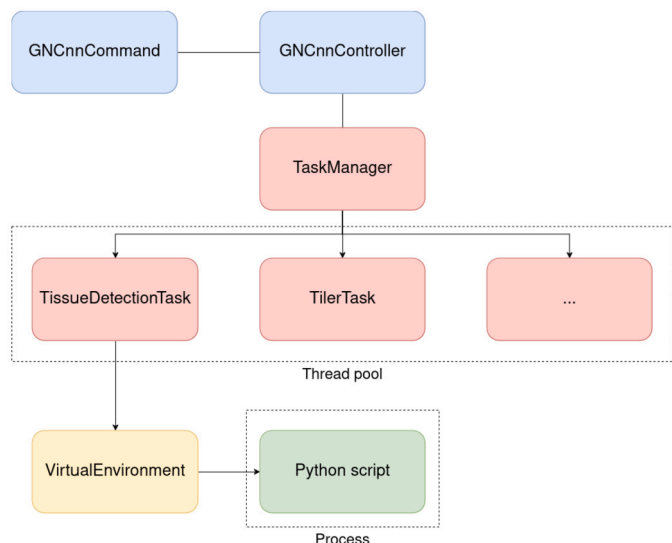 GNCnnCommand
GNCnnController
TaskManager
TissueDetectionTask
TilerTask
...
Thread pool
VirtualEnvironment
Python script
Process